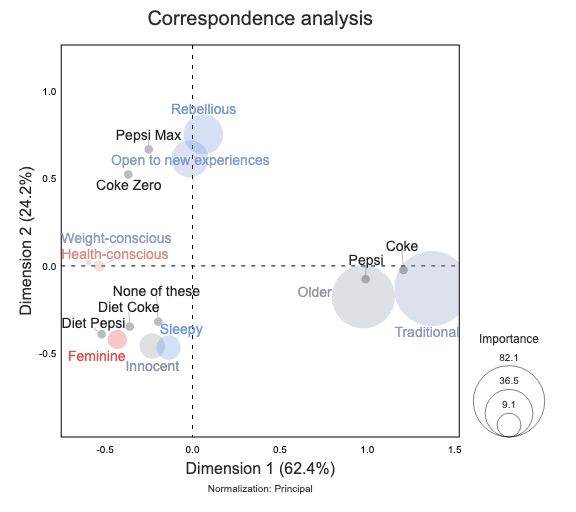 Correspondence analysis
Dimension 2 (24.2%)
1.0
0.5
0.0
-0.5
Rebellious
Pepsi Max
Open to new experiences
Coke Zero
Weight-conscious
Health-conscious
Coke
Pepsi
Older
Traditional
None of these
Diet Coke
Diet Pepsi
Sleepy
Feminine
Innocent
Importance
82.1
36.5
9.1
-0.5
0.0
0.5
1.0
1.5
Dimension 1 (62.4%)
Normalization: Principal